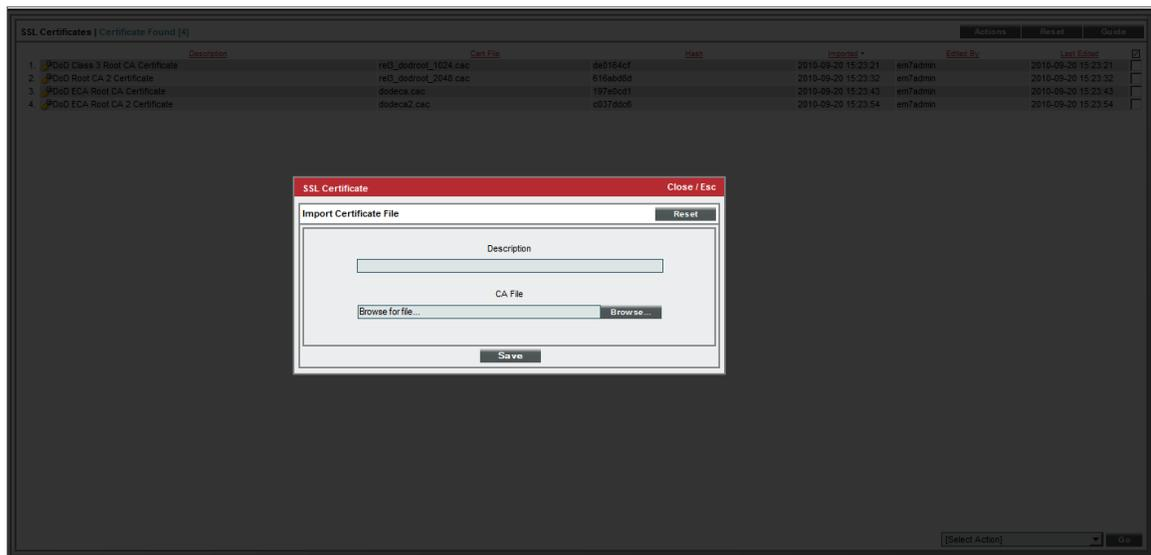 SSL Certificates | Certificate Found [4] Actions Reset Guide
Description Cert File Hash Imported Edited By Last Edited
1. DoD Class 3 Root CA Certificate rel3_dodroot_1024.cac de0164cf 2010-09-20 15:23:21 em7admin 2010-09-20 15:23:21
2. DoD Root CA 2 Certificate rel3_dodroot_2048.cac 616abd8d 2010-09-20 15:23:32 em7admin 2010-09-20 15:23:32
3. DoD ECA Root CA Certificate dodeca.cac 197e0cd1 2010-09-20 15:23:43 em7admin 2010-09-20 15:23:43
4. DoD ECA Root CA 2 Certificate dodeca2.cac c037ddc6 2010-09-20 15:23:54 em7admin 2010-09-20 15:23:54
SSL Certificate Close / Esc
Import Certificate File Reset
Description
CA File
Browse for file... Browse...
Save
[Select Action] Go